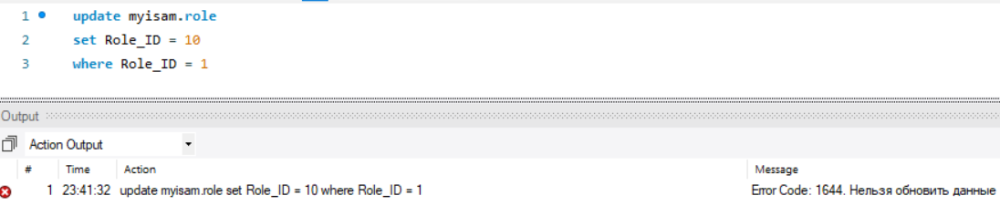 1 update myisam.role
2 set Role_ID = 10
3 where Role_ID = 1
Output
Action Output
# Time Action Message
1 23:41:32 update myisam.role set Role_ID = 10 where Role_ID = 1 Error Code: 1644. Нельзя обновить данные